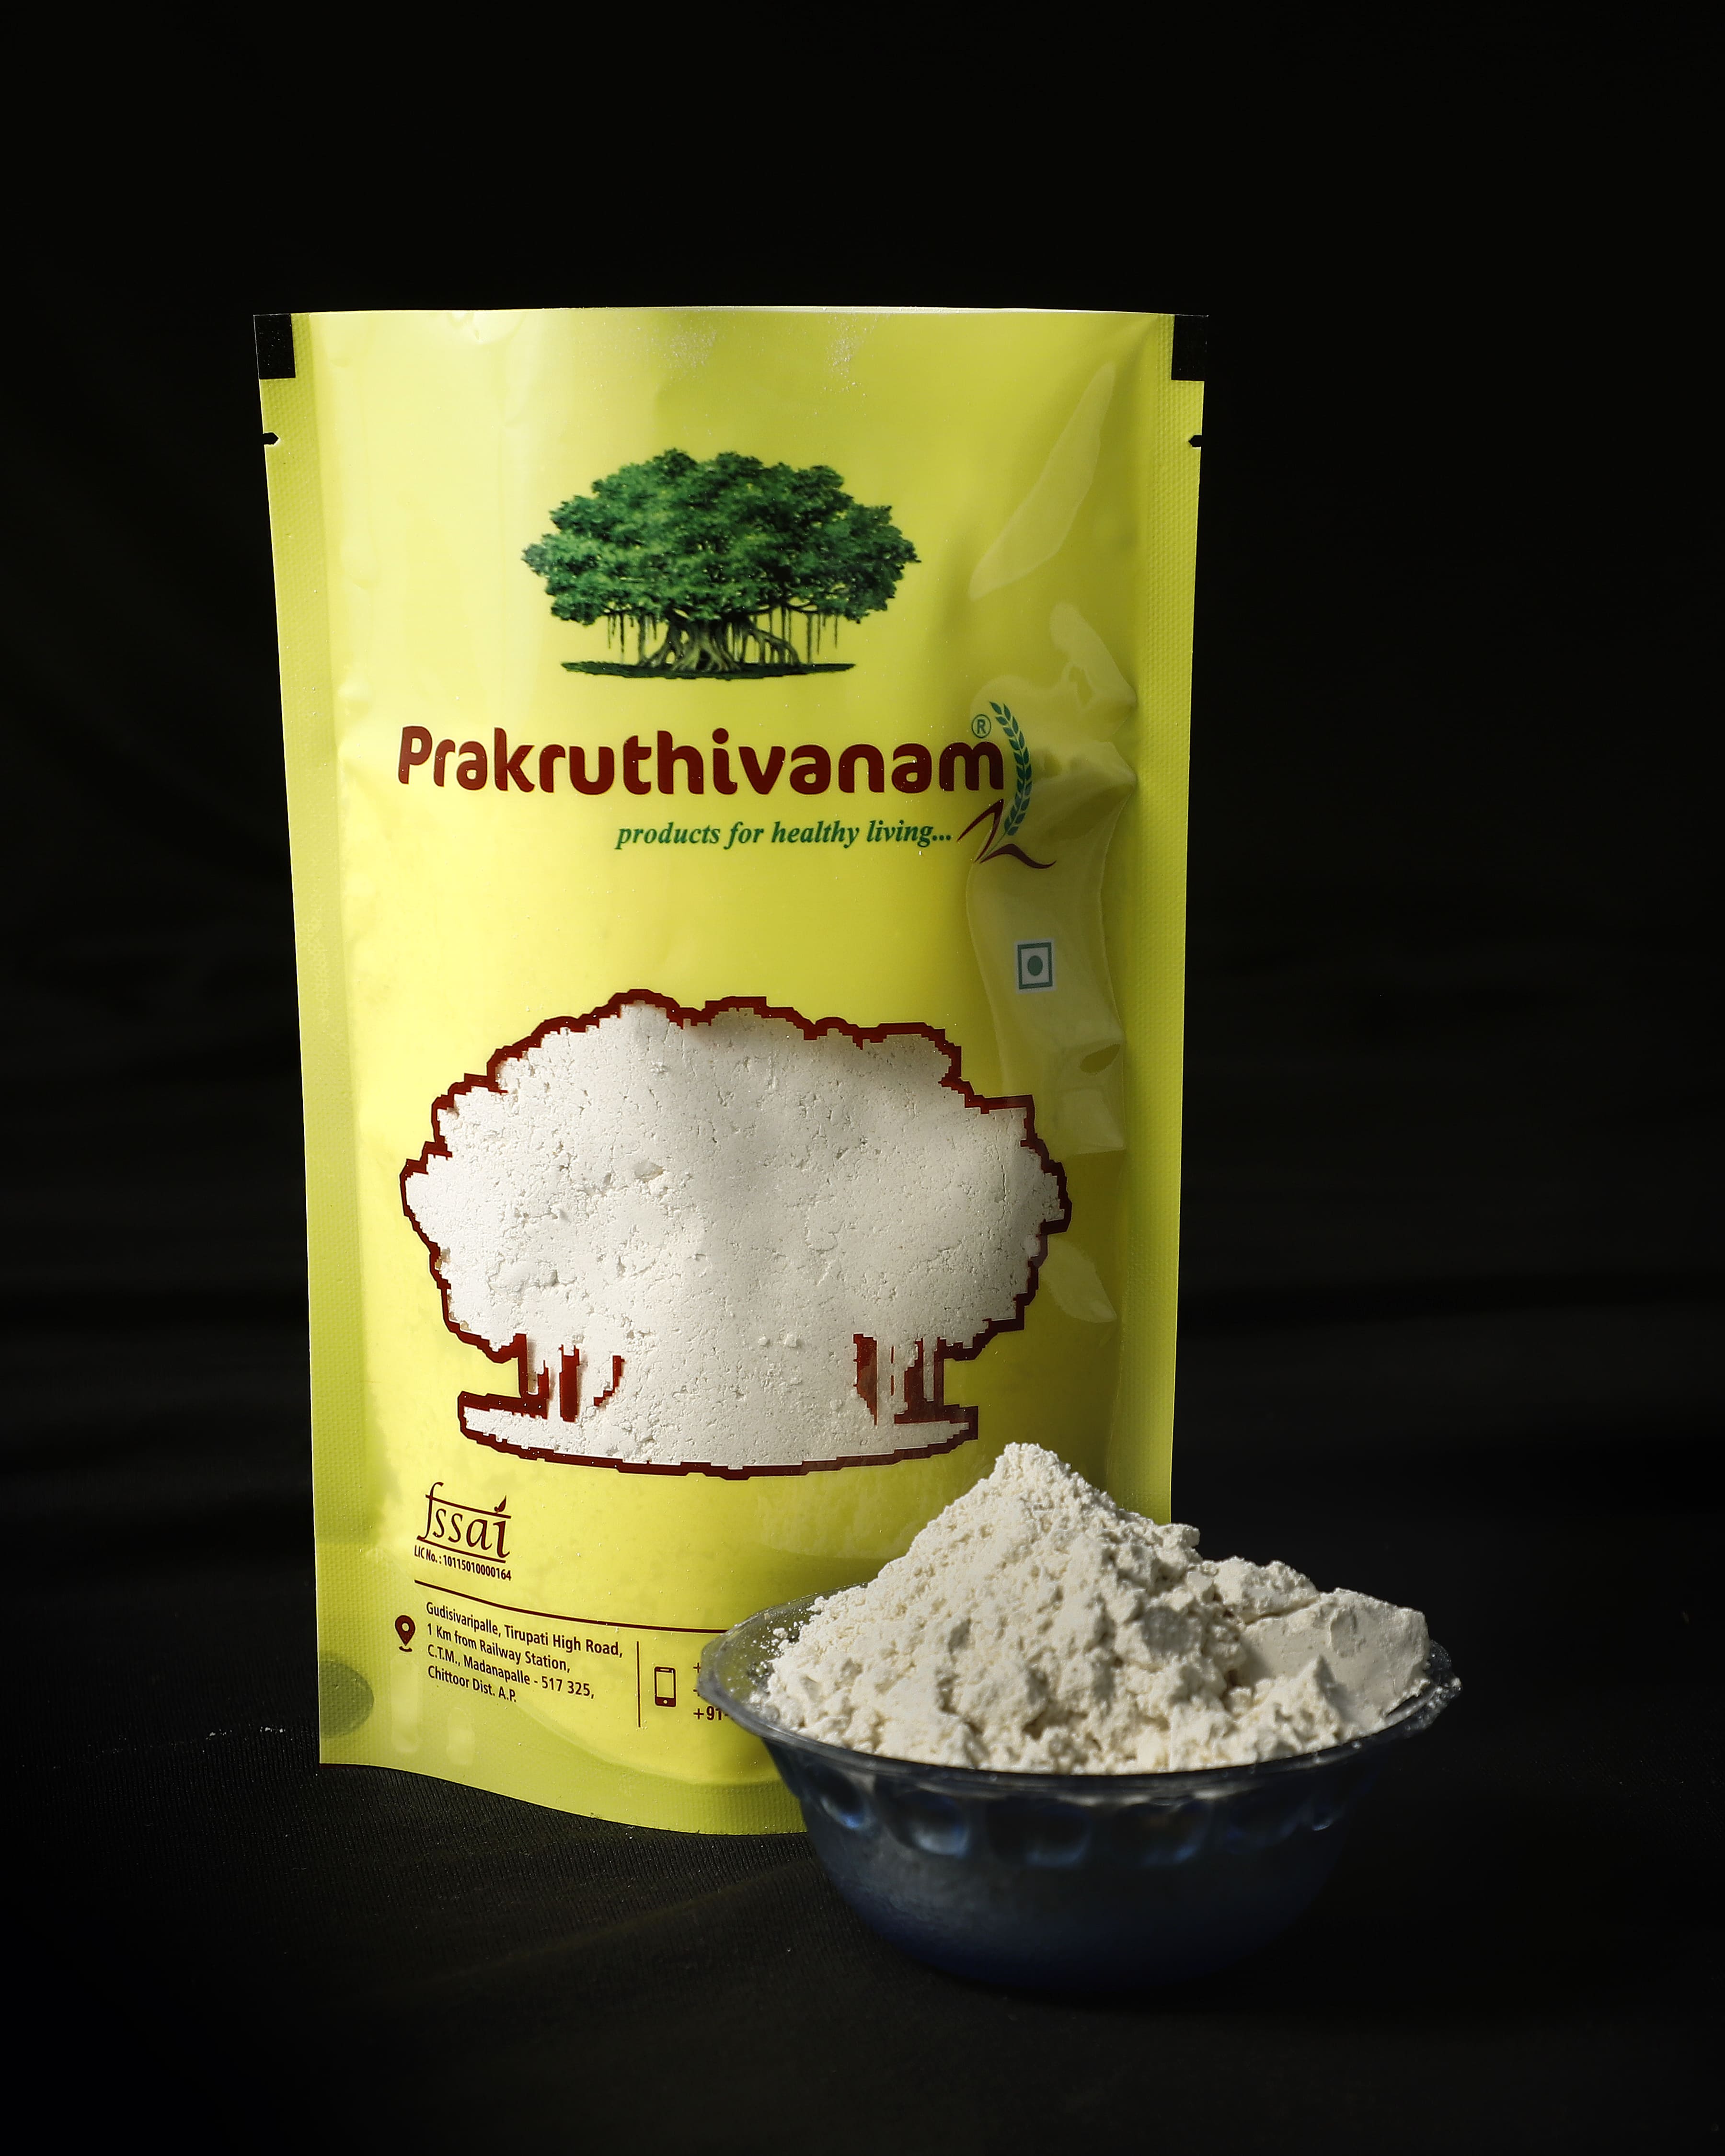 Prakruthivanam®
products for healthy living...
fssai
LIC No. : 10115010000164
Gudisivaripalle, Tirupati High Road,
1 Km from Railway Station,
C.T.M., Madanapalle - 517 325,
Chittoor Dist. A.P.
+91-